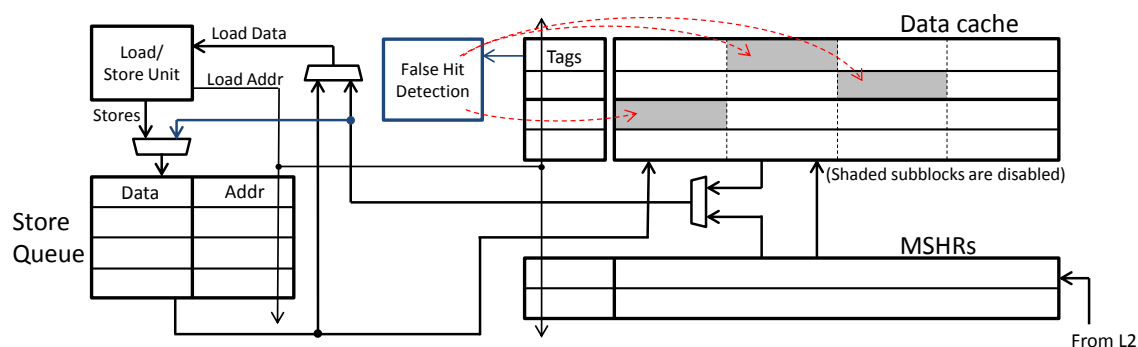 Data cache
Load/
Store Unit
Load Data
Load Addr
False Hit
Detection
Tags
Stores
(Shaded subblocks are disabled)
Data
Addr
Store
Queue
MSHRs
From L2